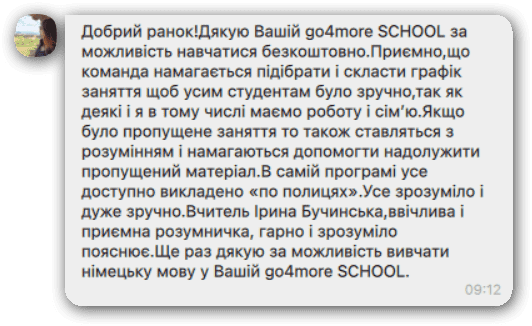 Добрий ранок!Дякую Вашій go4more SCHOOL за
можливість навчатися безкоштовно.Приємно,що
команда намагається підібрати і скласти графік
заняття щоб усим студентам було зручно,так як
деякі і я в тому числі маємо роботу і сім’ю.Якщо
було пропущене заняття то також ставляться з
розумінням і намагаються допомогти надолужити
пропущений матеріал.В самій програмі усе
доступно викладено «по полицях».Усе зрозуміло і
дуже зручно.Вчитель Ірина Бучинська,ввічлива і
приємна розумничка, гарно і зрозуміло
пояснює.Ще раз дякую за можливість вивчати
німецьку мову у Вашій go4more SCHOOL.
09:12